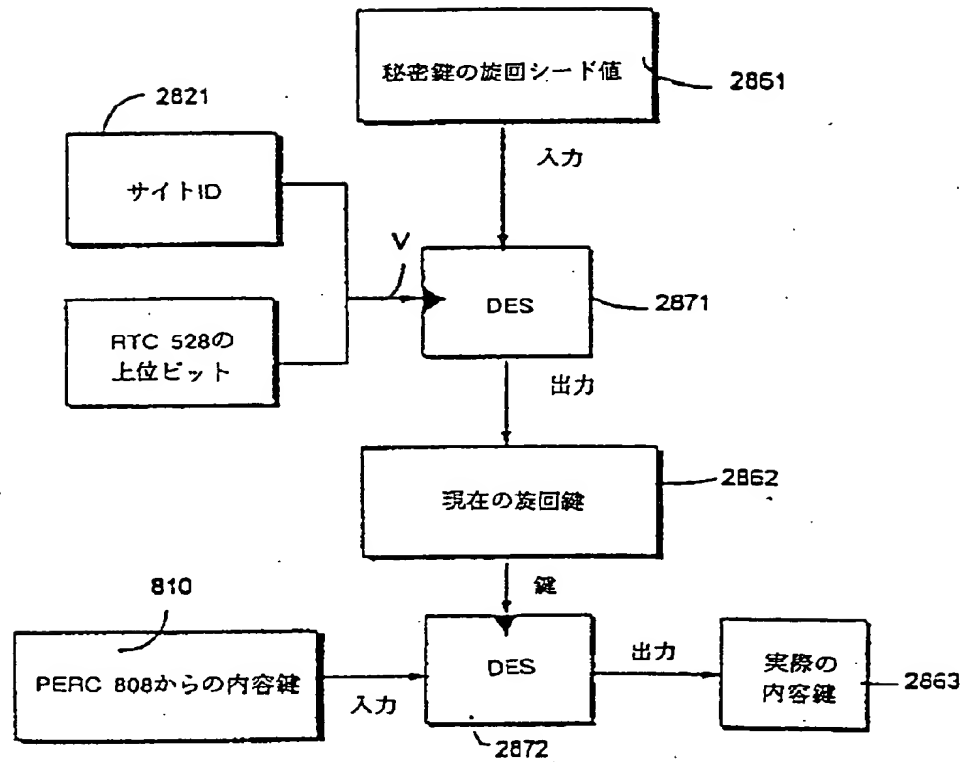 秘密鍵の旋回シード値
2861
2821
サイトID
入力
V
DES
2871
RTC 528の
上位ビット
出力
現在の旋回鍵
2862
810
鍵
PERC 808からの内容鍵
入力
DES
2872
出力
実際の
内容鍵
2863